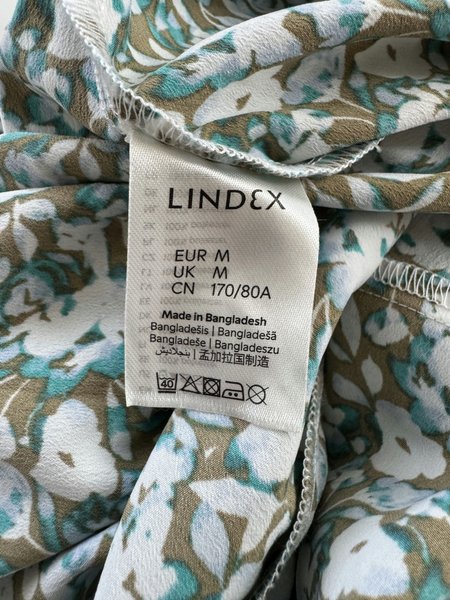 LINDEX
EUR M
UK M
CN 170/80A
Made in Bangladesh
Bangladešis | Bangladešā
Bangladeše | Bangladeszu
بنجلاديش | 孟加拉国制造
40